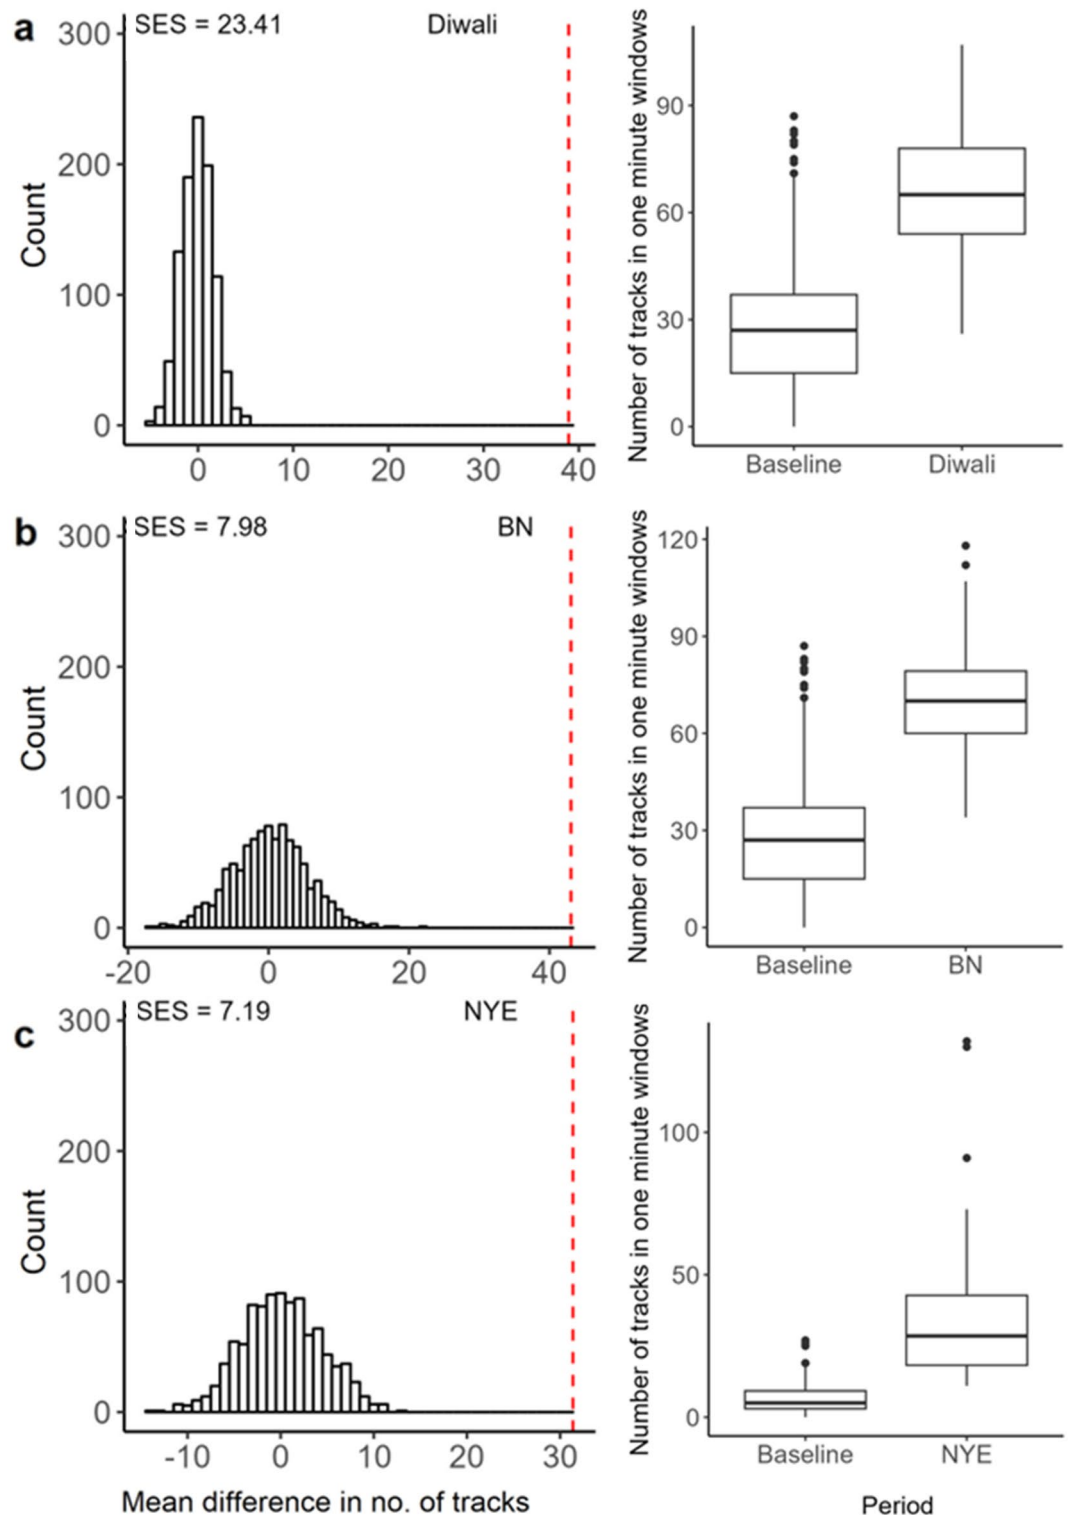 a
SES = 23.41
Diwali
300
200
100
0
Count
0 10 20 30 40
Number of tracks in one minute windows
90
60
30
0
Baseline Diwali
b
SES = 7.98
BN
300
200
100
0
Count
-20 0 20 40
Number of tracks in one minute windows
120
90
60
30
0
Baseline BN
c
SES = 7.19
NYE
300
200
100
0
Count
-10 0 10 20 30
Mean difference in no. of tracks
Number of tracks in one minute windows
100
50
0
Baseline NYE
Period